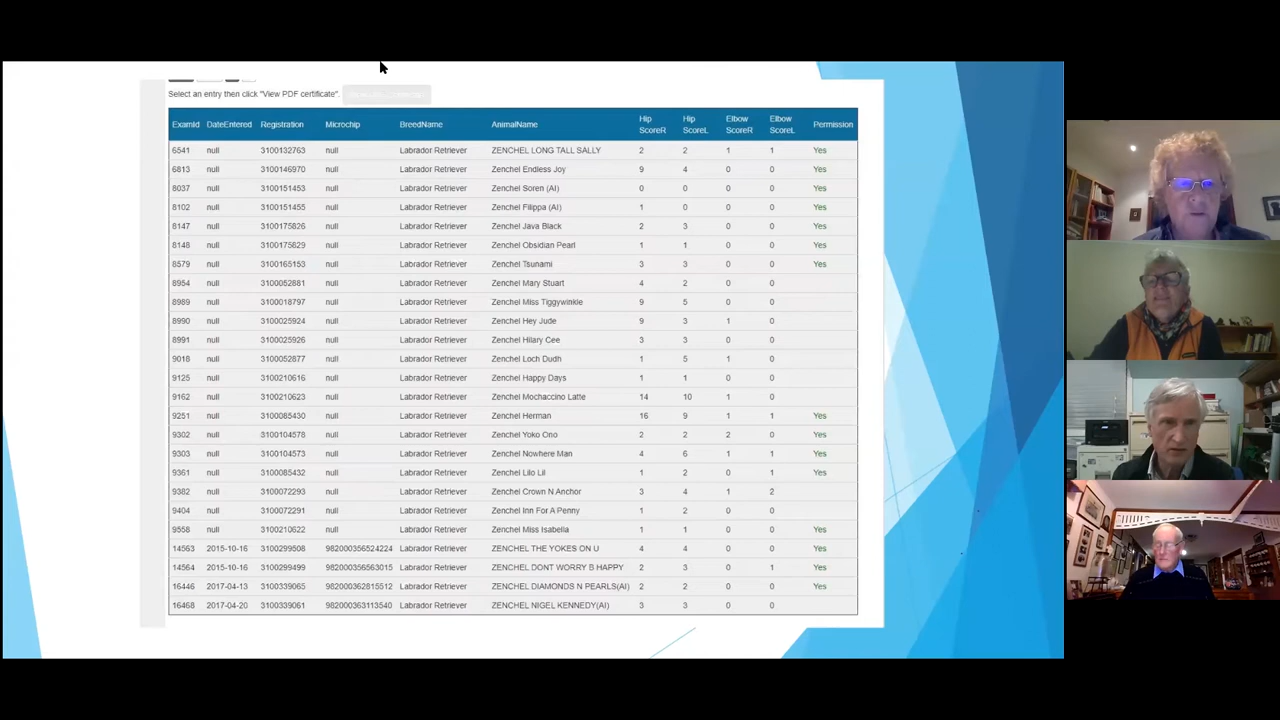 Select an entry then click "View PDF certificate".
ExamId DateEntered Registration Microchip BreedName AnimalName Hip ScoreR Hip ScoreL Elbow ScoreR Elbow ScoreL Permission
6541 null 3100132763 null Labrador Retriever ZENCHEL LONG TALL SALLY 2 2 1 1 Yes
6813 null 3100146970 null Labrador Retriever Zenchel Endless Joy 9 4 0 0 Yes
8037 null 3100151453 null Labrador Retriever Zenchel Soren (AI) 0 0 0 0 Yes
8102 null 3100151455 null Labrador Retriever Zenchel Filippa (AI) 1 0 0 0 Yes
8147 null 3100175826 null Labrador Retriever Zenchel Java Black 2 3 0 0 Yes
8148 null 3100175829 null Labrador Retriever Zenchel Obsidian Pearl 1 1 0 0 Yes
8579 null 3100165153 null Labrador Retriever Zenchel Tsunami 3 3 0 0 Yes
8954 null 3100052881 null Labrador Retriever Zenchel Mary Stuart 4 2 0 0
8989 null 3100018797 null Labrador Retriever Zenchel Miss Tiggywinkle 9 5 0 0
8990 null 3100025924 null Labrador Retriever Zenchel Hey Jude 9 3 1 0
8991 null 3100025926 null Labrador Retriever Zenchel Hilary Cee 3 3 0 0
9018 null 3100052877 null Labrador Retriever Zenchel Loch Dudh 1 5 1 0
9125 null 3100210616 null Labrador Retriever Zenchel Happy Days 1 1 0 0
9162 null 3100210623 null Labrador Retriever Zenchel Mochaccino Latte 14 10 1 0
9251 null 3100085430 null Labrador Retriever Zenchel Herman 16 9 1 1 Yes
9302 null 3100104578 null Labrador Retriever Zenchel Yoko Ono 2 2 2 0 Yes
9303 null 3100104573 null Labrador Retriever Zenchel Nowhere Man 4 6 1 1 Yes
9361 null 3100085432 null Labrador Retriever Zenchel Lilo Lil 1 2 0 1 Yes
9382 null 3100072293 null Labrador Retriever Zenchel Crown N Anchor 3 4 1 2
9404 null 3100072291 null Labrador Retriever Zenchel Inn For A Penny 1 2 0 0
9558 null 3100210622 null Labrador Retriever Zenchel Miss Isabella 1 1 0 0 Yes
14563 2015-10-16 3100299508 982000356524224 Labrador Retriever ZENCHEL THE YOKES ON U 4 4 0 0 Yes
14564 2015-10-16 3100299499 982000356563015 Labrador Retriever ZENCHEL DONT WORRY B HAPPY 2 3 0 1 Yes
16446 2017-04-13 3100339065 982000362815512 Labrador Retriever ZENCHEL DIAMONDS N PEARLS(AI) 2 2 0 0 Yes
16468 2017-04-20 3100339061 982000363113540 Labrador Retriever ZENCHEL NIGEL KENNEDY(AI) 3 3 0 0